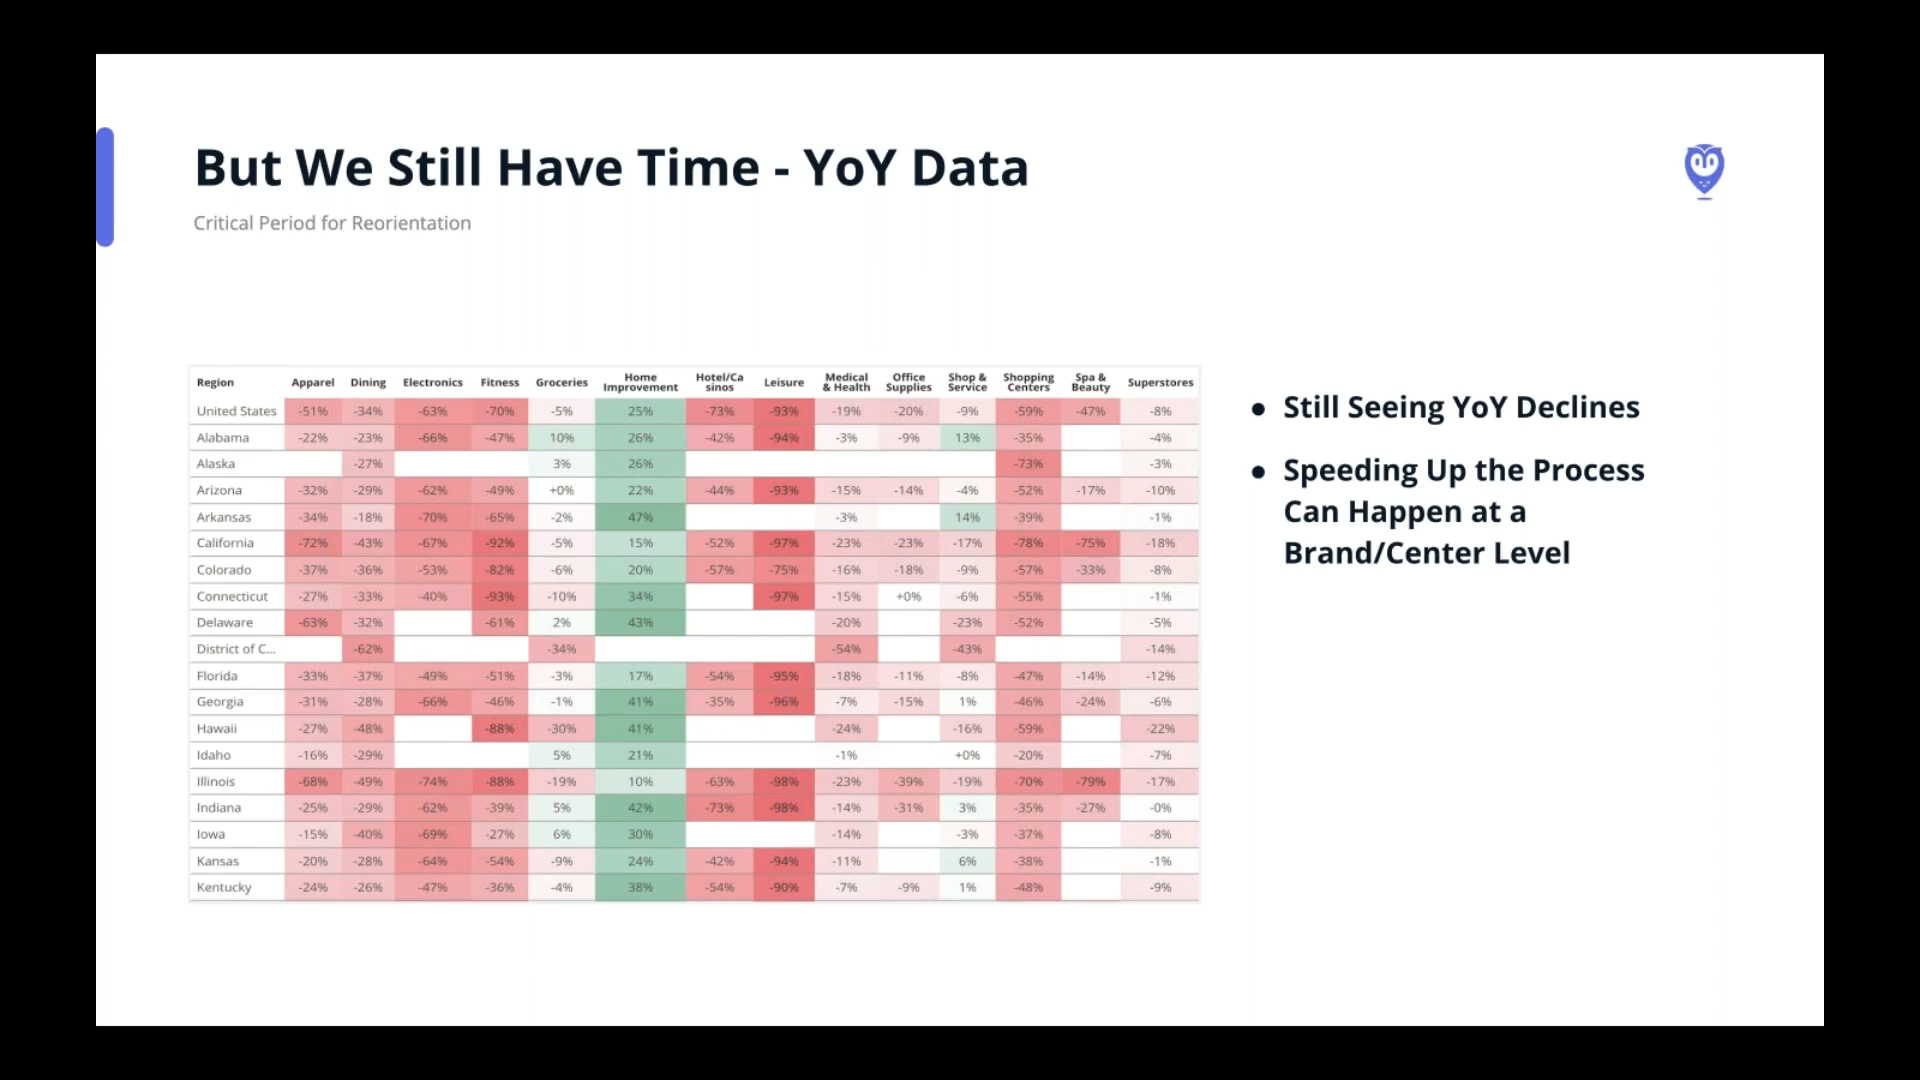 But We Still Have Time - YoY Data
Critical Period for Reorientation
Region Apparel Dining Electronics Fitness Groceries Home Improvement Hotel/Ca sinos Leisure Medical & Health Office Supplies Shop & Service Shopping Centers Spa & Beauty Superstores
United States -51% -34% -63% -70% -5% 25% -73% -93% -19% -20% -9% -59% -47% -8%
Alabama -22% -23% -66% -47% 10% 26% -42% -94% -3% -9% 13% -35% -4%
Alaska -27% 3% 26% -73% -3%
Arizona -32% -29% -62% -49% +0% 22% -44% -93% -15% -14% -4% -52% -17% -10%
Arkansas -34% -18% -70% -65% -2% 47% -3% 14% -39% -1%
California -72% -43% -67% -92% -5% 15% -52% -97% -23% -23% -17% -78% -75% -18%
Colorado -37% -36% -53% -82% -6% 20% -57% -75% -16% -18% -9% -57% -33% -8%
Connecticut -27% -33% -40% -93% -10% 34% -97% -15% +0% -6% -55% -1%
Delaware -63% -32% -61% 2% 43% -20% -23% -52% -5%
District of C... -62% -34% -54% -43% -14%
Florida -33% -37% -49% -51% -3% 17% -54% -95% -18% -11% -8% -47% -14% -12%
Georgia -31% -28% -66% -46% -1% 41% -35% -96% -7% -15% 1% -46% -24% -6%
Hawaii -27% -48% -88% -30% 41% -24% -16% -59% -22%
Idaho -16% -29% 5% 21% -1% +0% -20% -7%
Illinois -68% -49% -74% -88% -19% 10% -63% -98% -23% -39% -19% -70% -79% -17%
Indiana -25% -29% -62% -39% 5% 42% -73% -98% -14% -31% 3% -35% -27% -0%
Iowa -15% -40% -69% -27% 6% 30% -14% -3% -37% -8%
Kansas -20% -28% -64% -54% -9% 24% -42% -94% -11% 6% -38% -1%
Kentucky -24% -26% -47% -36% -4% 38% -54% -90% -7% -9% 1% -48% -9%
● Still Seeing YoY Declines
● Speeding Up the Process
Can Happen at a
Brand/Center Level